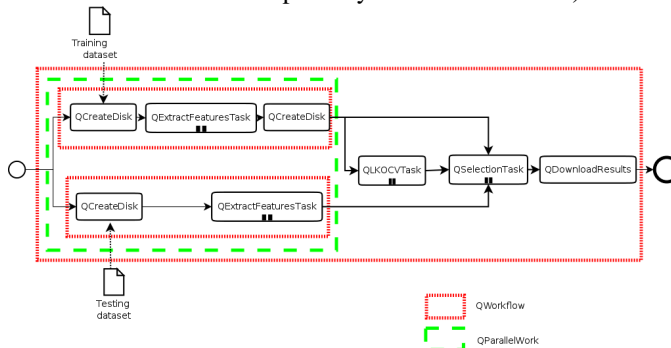 Training
dataset
QCreateDisk
QExtractFeaturesTask
QCreateDisk
QLKOCVTask
QSelectionTask
QDownloadResults
QCreateDisk
QExtractFeaturesTask
Testing
dataset
QWorkflow
QParallelWork